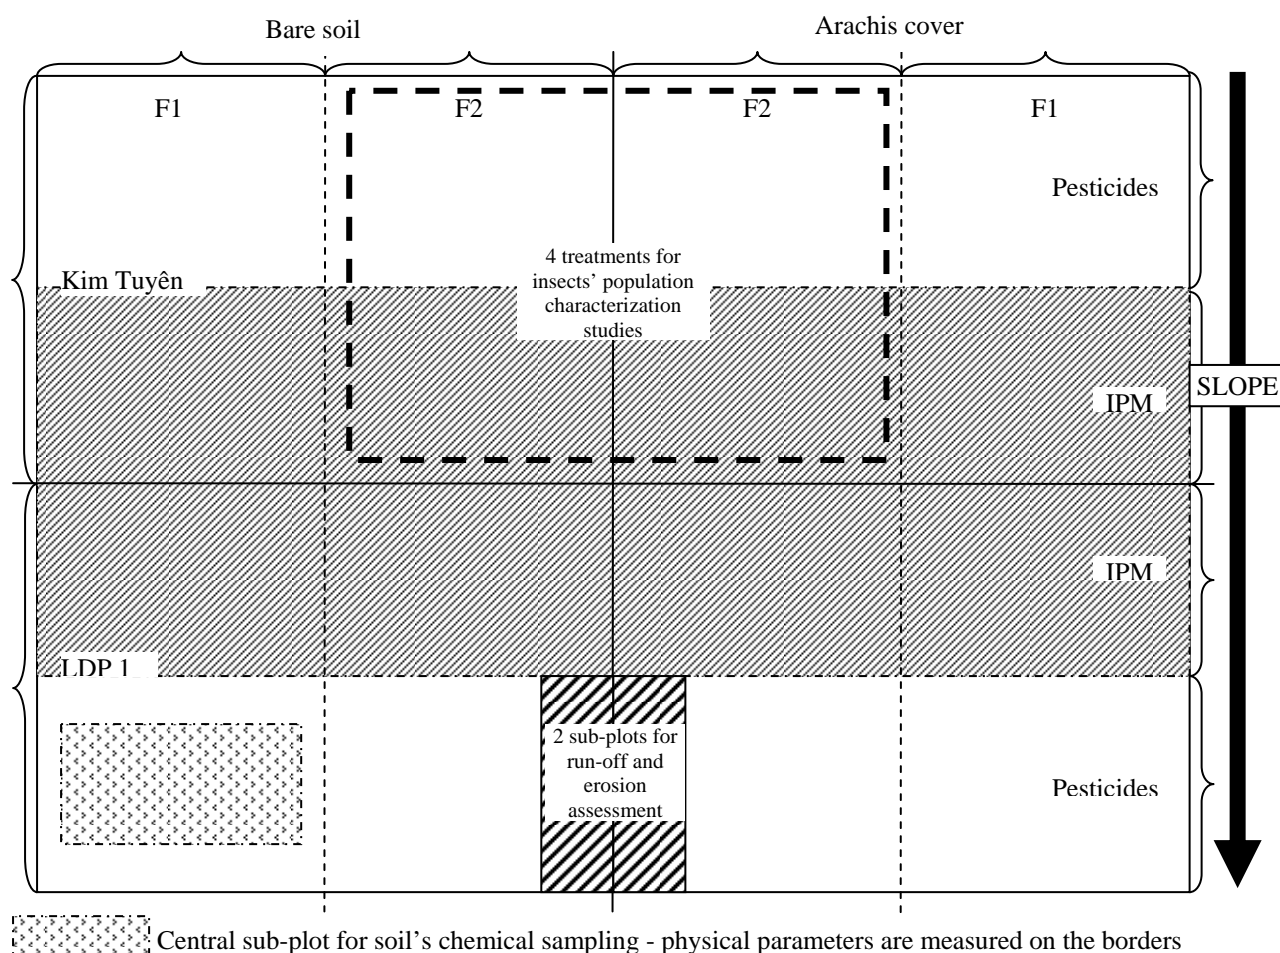 Bare soil
Arachis cover
F1
F2
F2
F1
Pesticides
4 treatments for
insects' population
characterization
studies
Kim Tuyên
SLOPE
IPM
IPM
LDP 1
2 sub-plots for
run-off and
erosion
assessment
Pesticides
Central sub-plot for soil's chemical sampling - physical parameters are measured on the borders